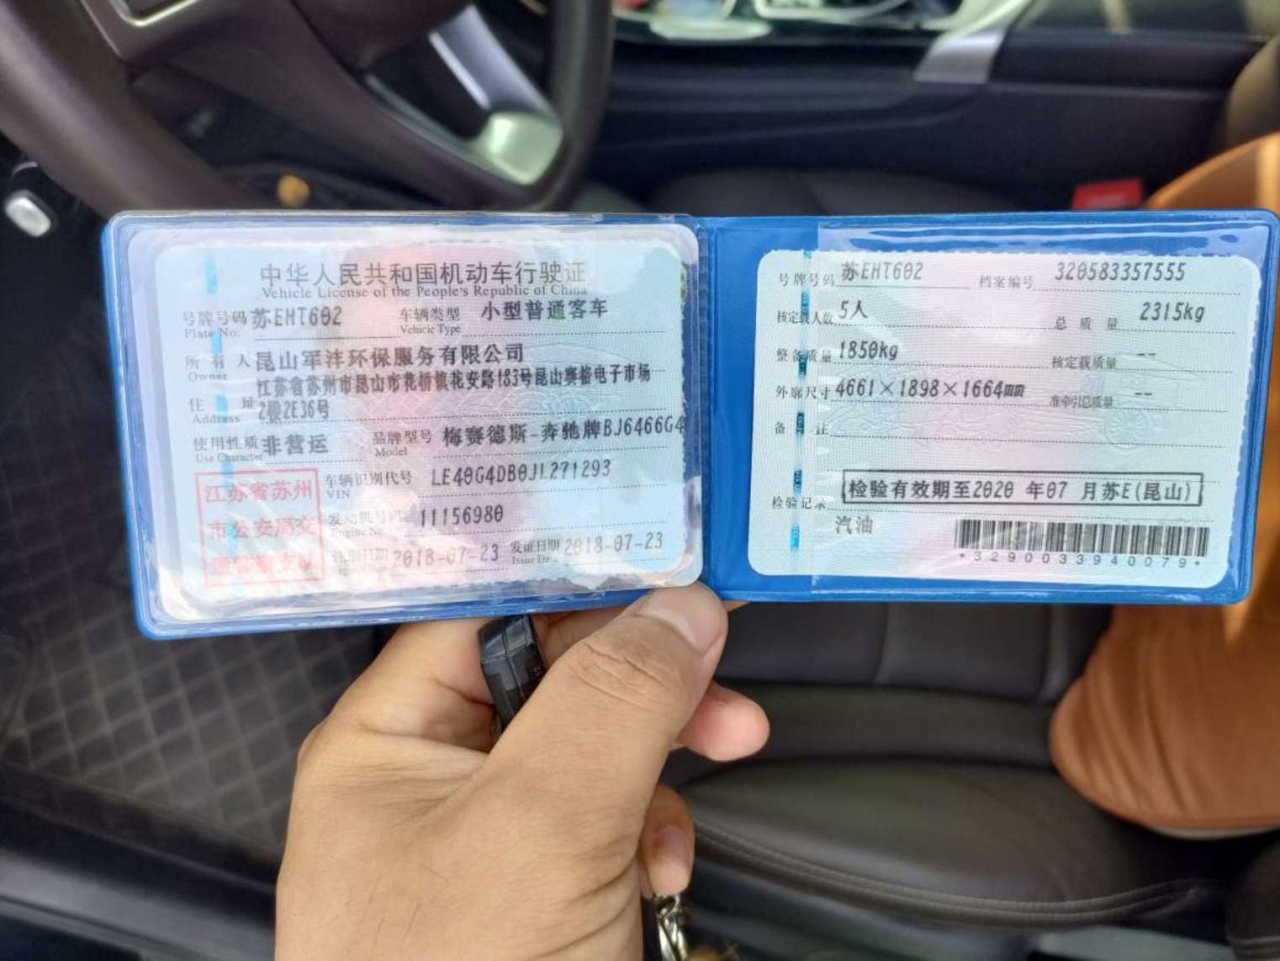 中华人民共和国机动车行驶证
Vehicle License of the People's Republic of China
号牌号码 苏EHT602 车辆类型 小型普通客车
Plate No. Vehicle Type
所有人 昆山军沣环保服务有限公司
Owner
江苏省苏州市昆山市花桥镇花安路183号昆山赛格电子市场
住址 2楼2E36号
Address
使用性质 非营运 品牌型号 梅赛德斯-奔驰牌BJ6466G4
Use Character Model
江苏省苏州
市公安局交
车辆识别代号 LE40G4DB0JL271293
VIN
发动机号码 11156980
Engine No.
2018-07-23 发证日期 2018-07-23
Issue Date
号牌号码 苏EHT602 档案编号 320583357555
核定载人数 5人 总质量 2315kg
整备质量 1850kg 核定载质量 --
外廓尺寸 4661×1898×1664mm 准牵引总质量 --
备注
检验记录 检验有效期至2020 年07 月苏E(昆山)
汽油
*3290033940079*